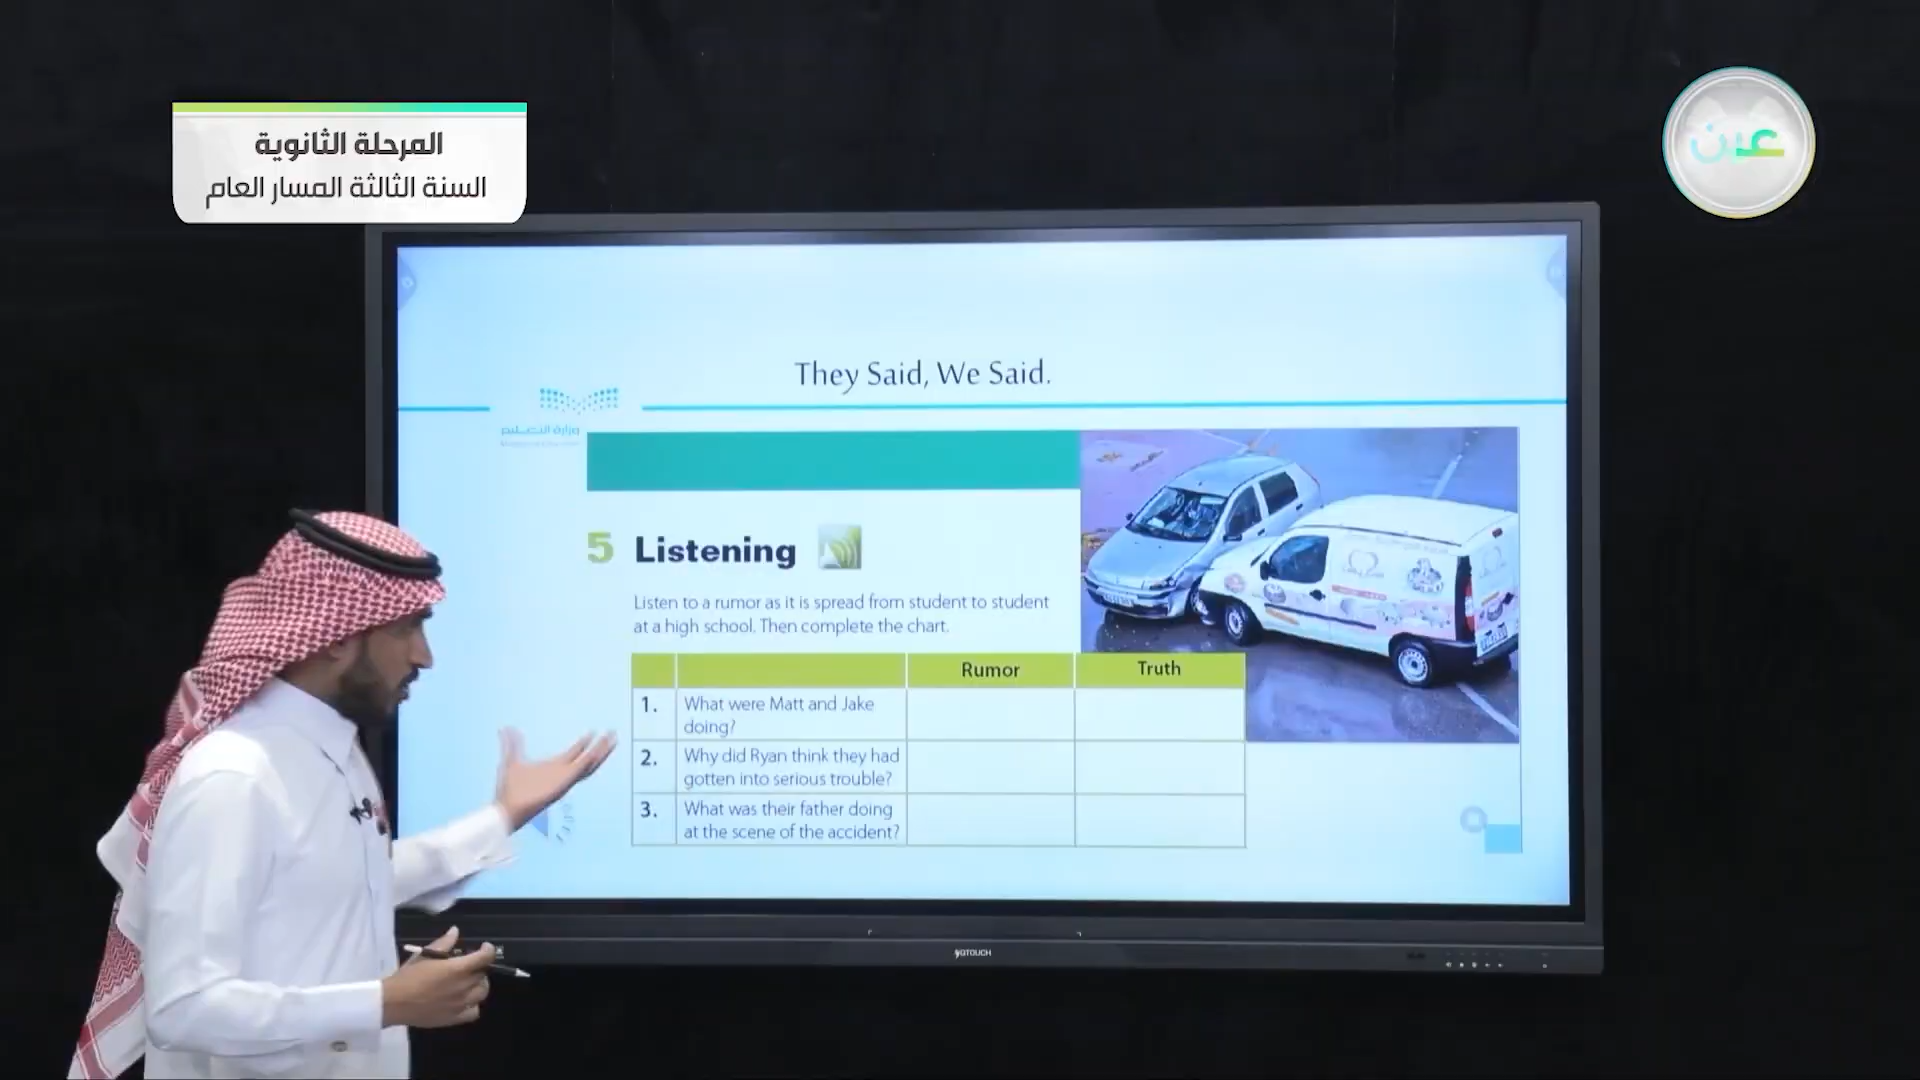 المرحلة الثانوية
السنة الثالثة المسار العام
عين
They Said, We Said.
وزارة التعليم
5 Listening
Listen to a rumor as it is spread from student to student
at a high school. Then complete the chart.
Rumor Truth
1. What were Matt and Jake
doing?
2. Why did Ryan think they had
gotten into serious trouble?
3. What was their father doing
at the scene of the accident?